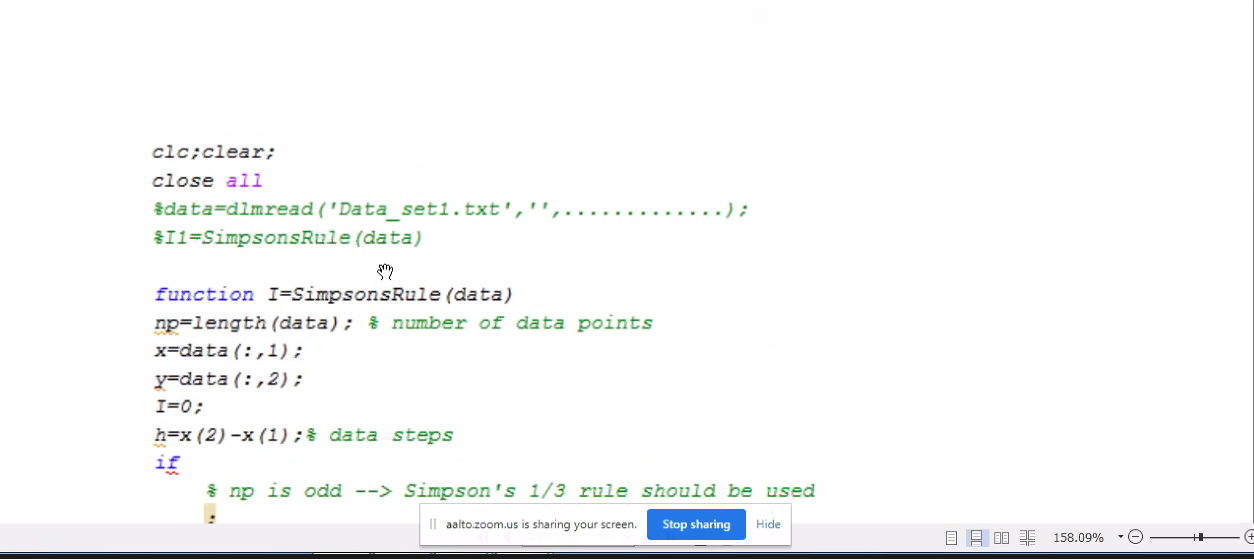 clc;clear;
close all
%data=dlmread('Data_set1.txt','',.............);
%I1=SimpsonsRule(data)
function I=SimpsonsRule(data)
np=length(data); % number of data points
x=data(:,1);
y=data(:,2);
I=0;
h=x(2)-x(1);% data steps
if
% np is odd --> Simpson's 1/3 rule should be used
;
aalto.zoom.us is sharing your screen. Stop sharing Hide
158.09%